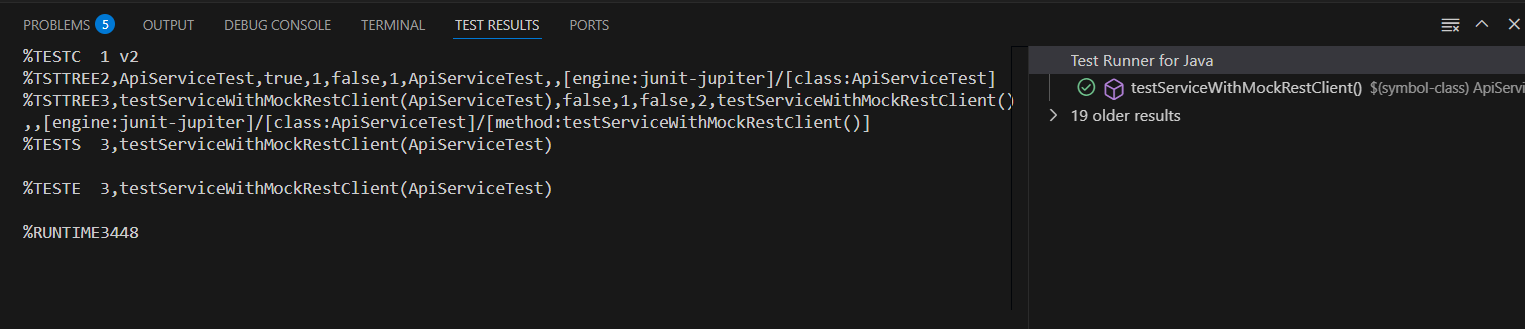 PROBLEMS 5 OUTPUT DEBUG CONSOLE TERMINAL TEST RESULTS PORTS
%TESTC  1 v2
%TSTTREE2,ApiServiceTest,true,1,false,1,ApiServiceTest,,[engine:junit-jupiter]/[class:ApiServiceTest]
%TSTTREE3,testServiceWithMockRestClient(ApiServiceTest),false,1,false,2,testServiceWithMockRestClient()
,,[engine:junit-jupiter]/[class:ApiServiceTest]/[method:testServiceWithMockRestClient()]
%TESTS  3,testServiceWithMockRestClient(ApiServiceTest)
%TESTE  3,testServiceWithMockRestClient(ApiServiceTest)
%RUNTIME3448
Test Runner for Java
testServiceWithMockRestClient() $(symbol-class) ApiServi
19 older results